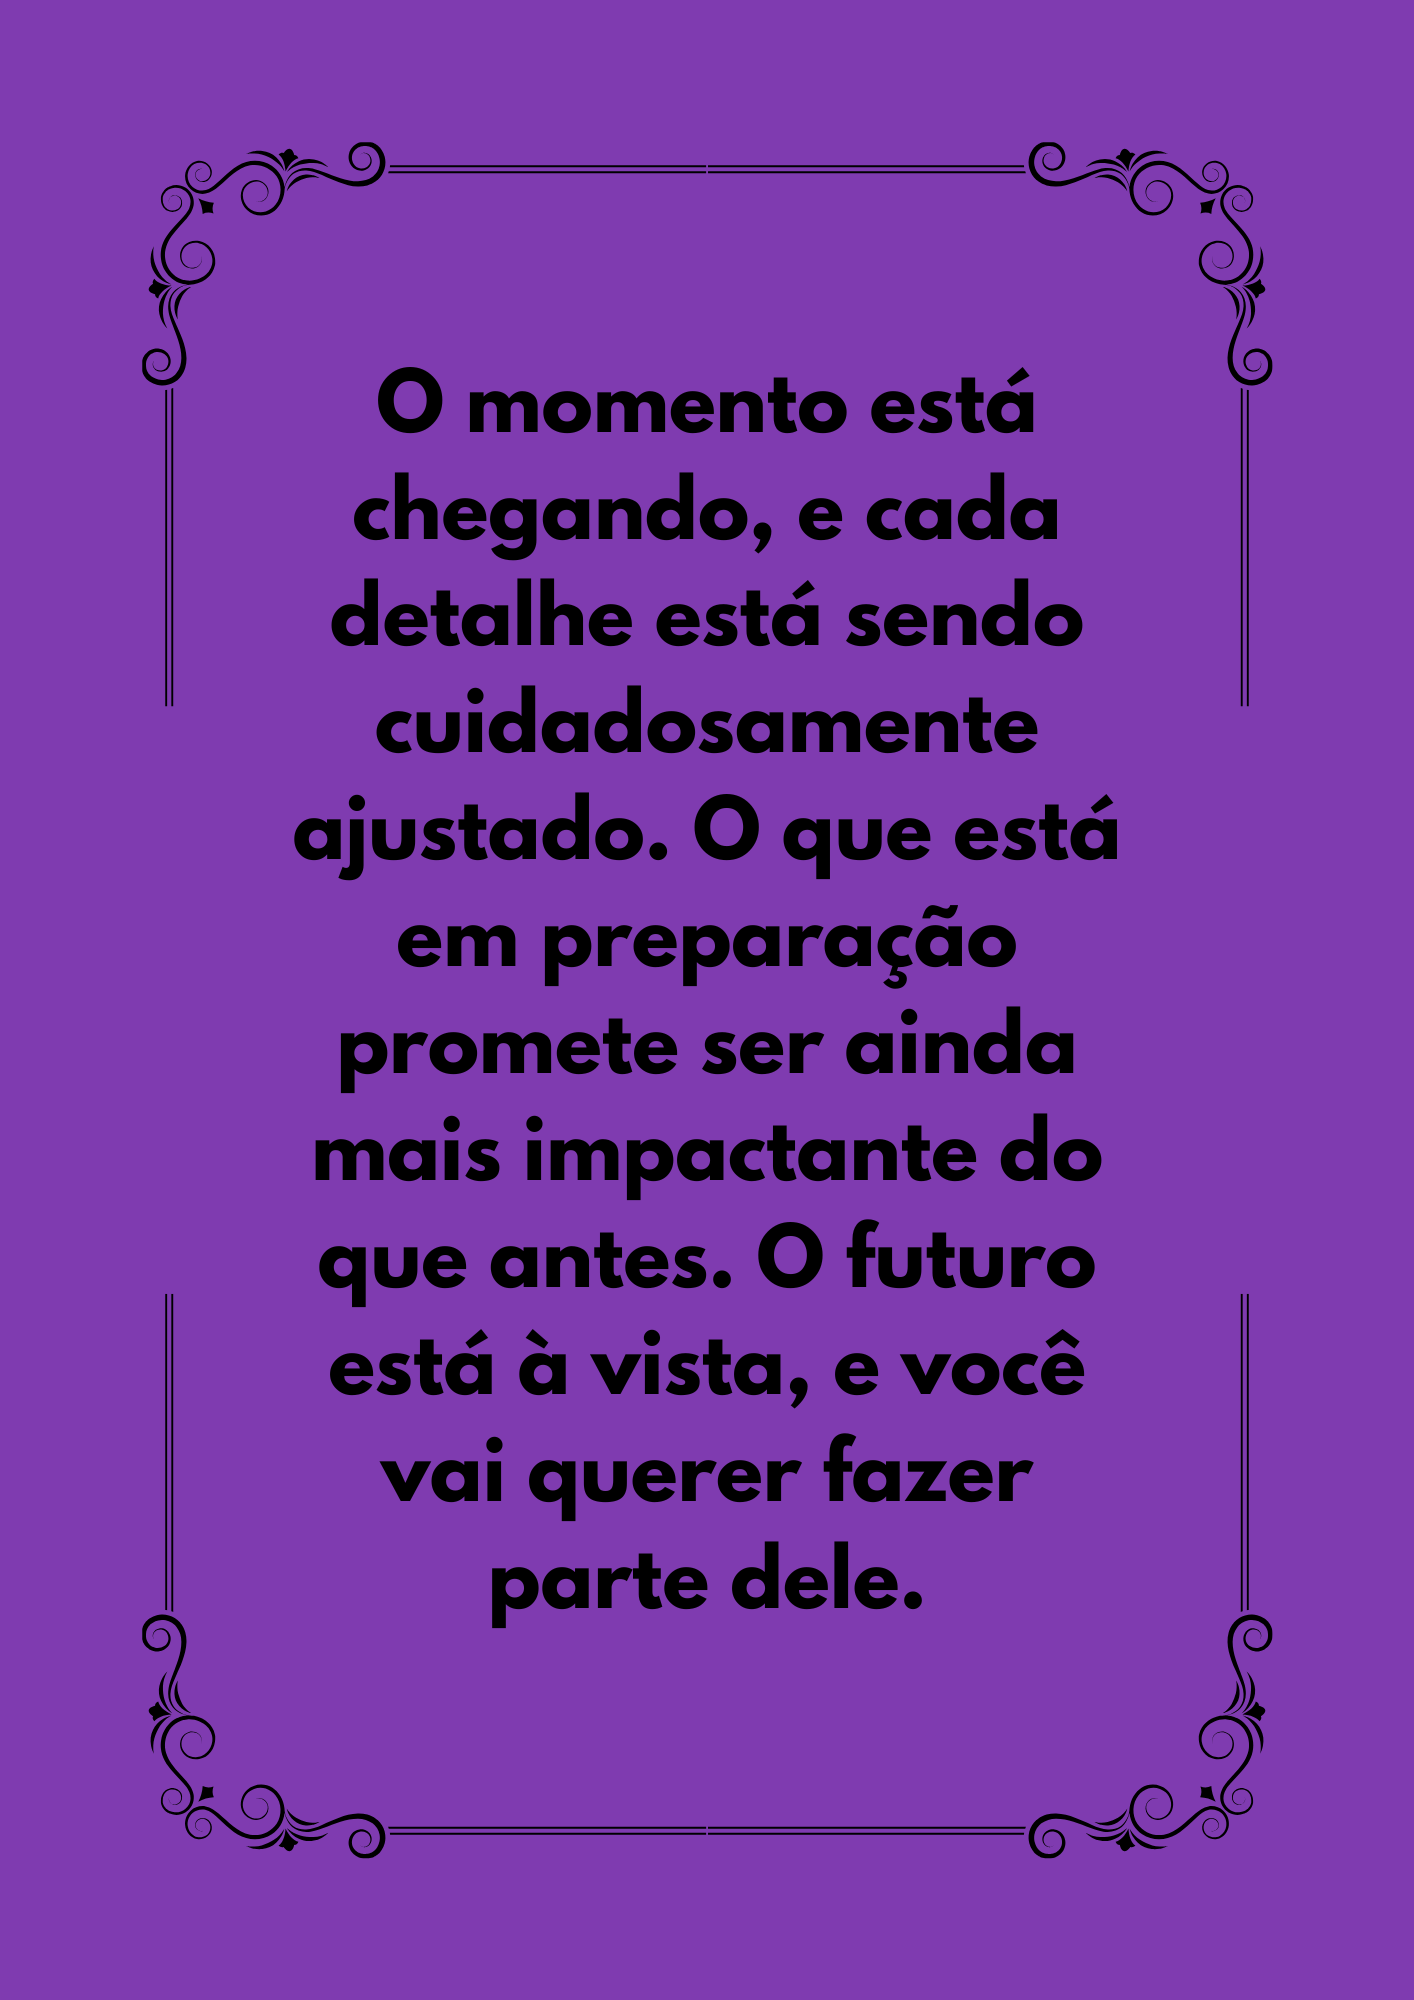 O momento está
chegando, e cada
detalhe está sendo
cuidadosamente
ajustado. O que está
em preparação
promete ser ainda
mais impactante do
que antes. O futuro
está à vista, e você
vai querer fazer
parte dele.